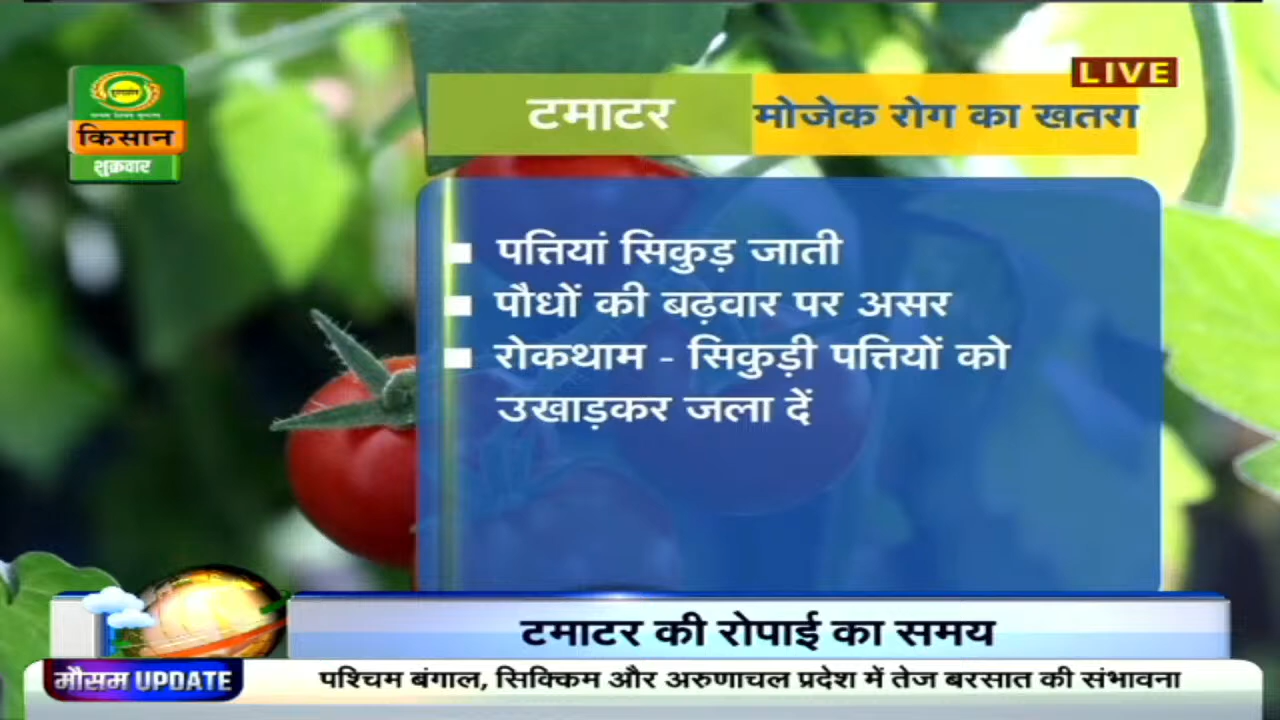 LIVE
किसान
शुक्रवार
टमाटर
मोजेक रोग का खतरा
पत्तियां सिकुड़ जाती
पौधों की बढ़वार पर असर
रोकथाम - सिकुड़ी पत्तियों को
उखाड़कर जला दें
टमाटर की रोपाई का समय
मौसम UPDATE
पश्चिम बंगाल, सिक्किम और अरुणाचल प्रदेश में तेज बरसात की संभावना